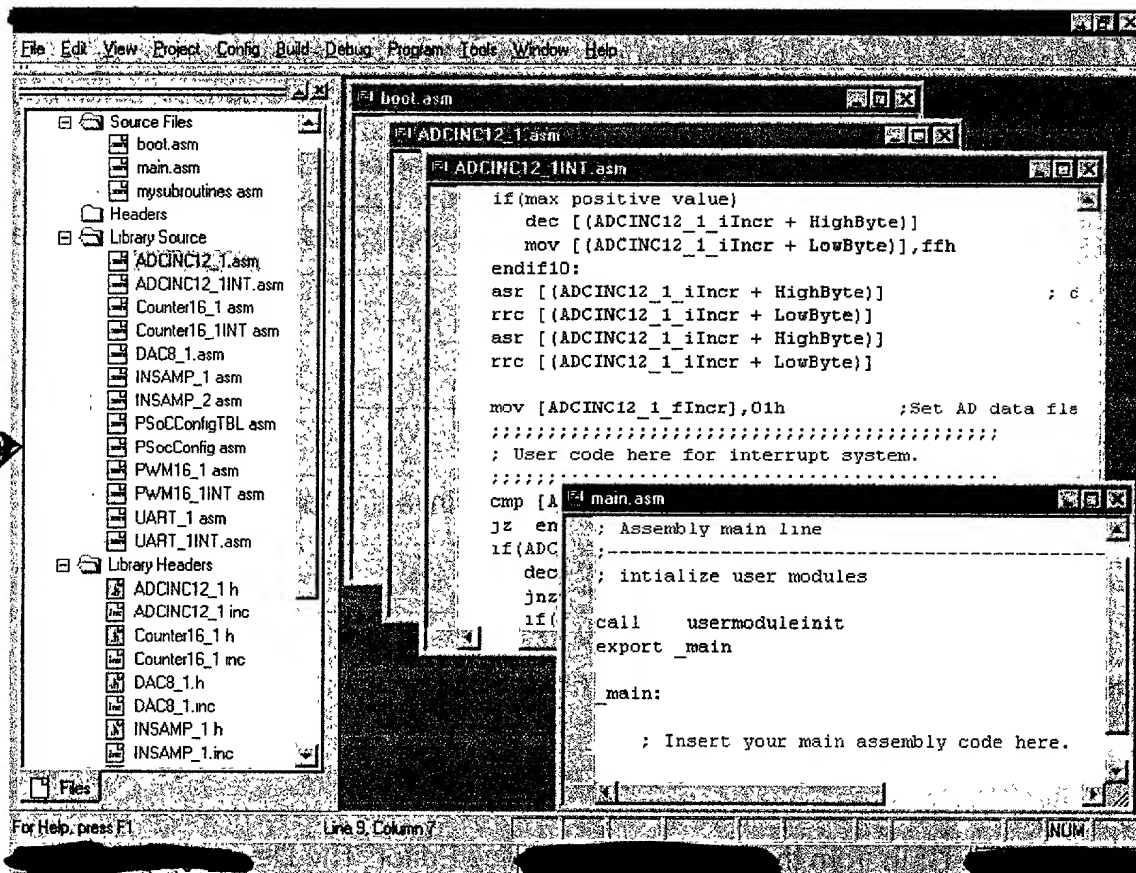 File Edit View Project Config Build Debug Program Tools Window Help
Source Files
boot.asm
main.asm
mysubroutines asm
Headers
Library Source
ADCINC12_1.asm
ADCINC12_1INT.asm
Counter16_1 asm
Counter16_1INT asm
DAC8_1.asm
INSAMP_1 asm
INSAMP_2 asm
PSoCConfigTBL asm
PSocConfig asm
PWM16_1 asm
PWM16_1INT asm
UART_1 asm
UART_1INT.asm
Library Headers
ADCINC12_1 h
ADCINC12_1 inc
Counter16_1 h
Counter16_1 inc
DAC8_1.h
DAC8_1.inc
INSAMP_1 h
INSAMP_1.inc
Files
boot.asm
ADCINC12_1.asm
ADCINC12_1INT.asm
if(max positive value)
dec [(ADCINC12_1_iIncr + HighByte)]
mov [(ADCINC12_1_iIncr + LowByte)],ffh
endif10:
asr [(ADCINC12_1_iIncr + HighByte)] ; d
rrc [(ADCINC12_1_iIncr + LowByte)]
asr [(ADCINC12_1_iIncr + HighByte)]
rrc [(ADCINC12_1_iIncr + LowByte)]
mov [ADCINC12_1_fIncr],01h ;Set AD data fla
;;;;;;;;;;;;;;;;;;;;;;;;;;;;;;;;;;;;;;;;;;;;;
; User code here for interrupt system.
;;;;;;;;;;;;;;;;;;;;;;;;;;;;;;;;;;;;;;;;;;;;;
cmp [A
jz en
if(ADC
dec
jnz
if(
main.asm
; Assembly main line
;-----------------------------------------------
; intialize user modules
call usermoduleinit
export _main
_main:
; Insert your main assembly code here.
For Help, press F1 Line 9, Column 7 NUM